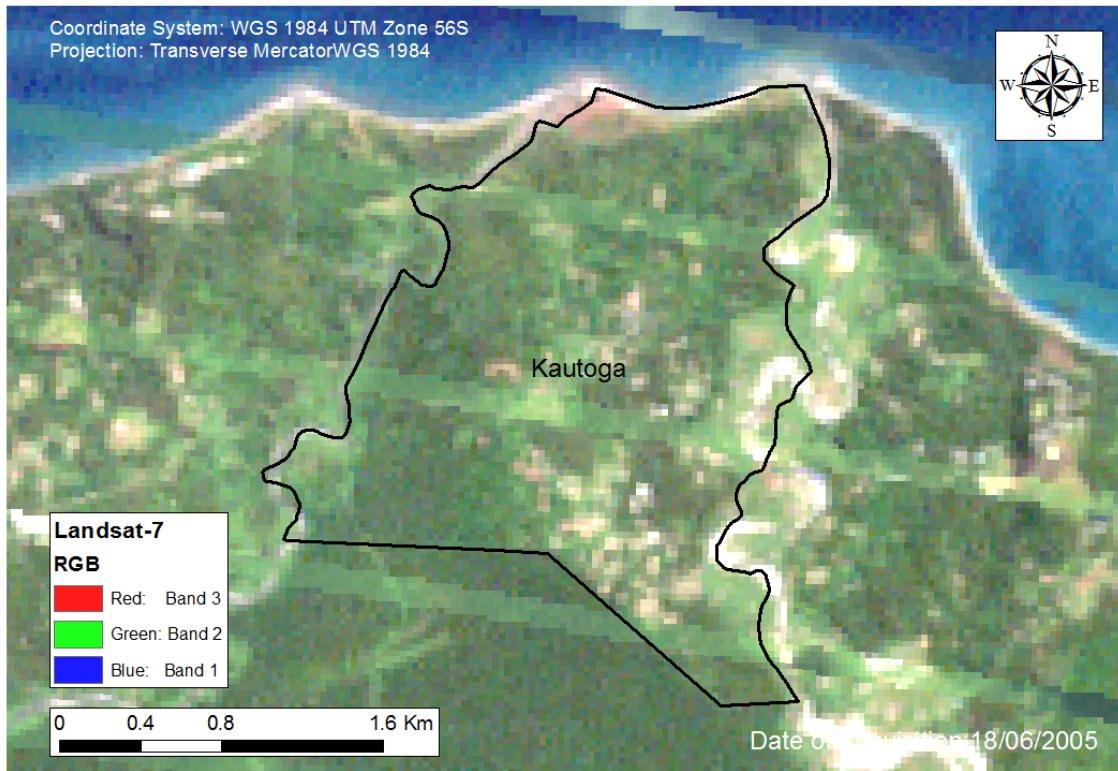 Coordinate System: WGS 1984 UTM Zone 56S
Projection: Transverse MercatorWGS 1984
N
W E
S
Kautoga
Landsat-7
RGB
Red: Band 3
Green: Band 2
Blue: Band 1
0 0.4 0.8 1.6 Km
Date of 18/06/2005